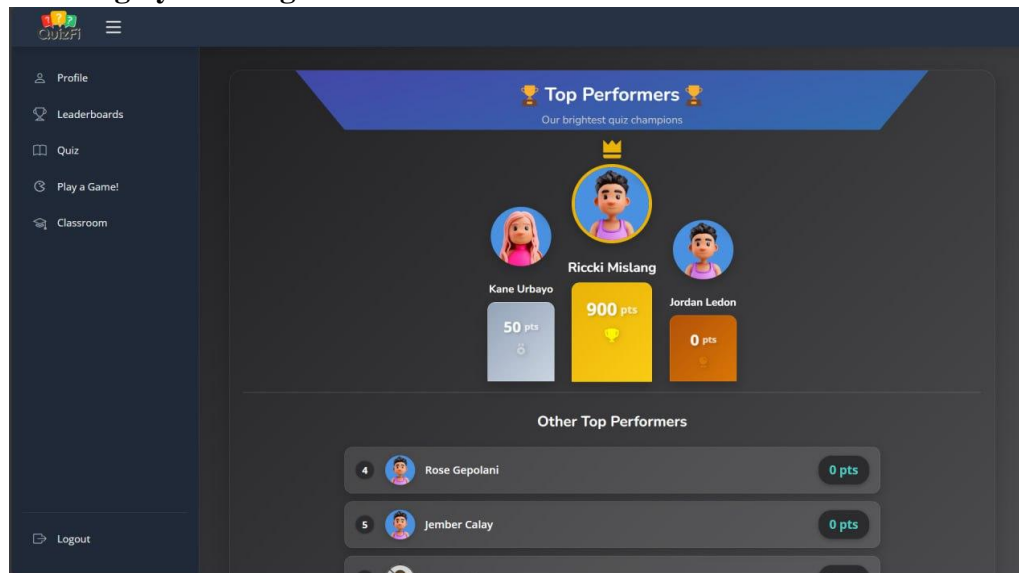 ? ? ?
QuizFi
Profile
Leaderboards
Quiz
Play a Game!
Classroom
Logout
🏆 Top Performers 🏆
Our brightest quiz champions
Riccki Mislang
900 pts
Kane Urbayo
50 pts
Jordan Ledon
0 pts
Other Top Performers
4 Rose Gepolani 0 pts
5 Jember Calay 0 pts